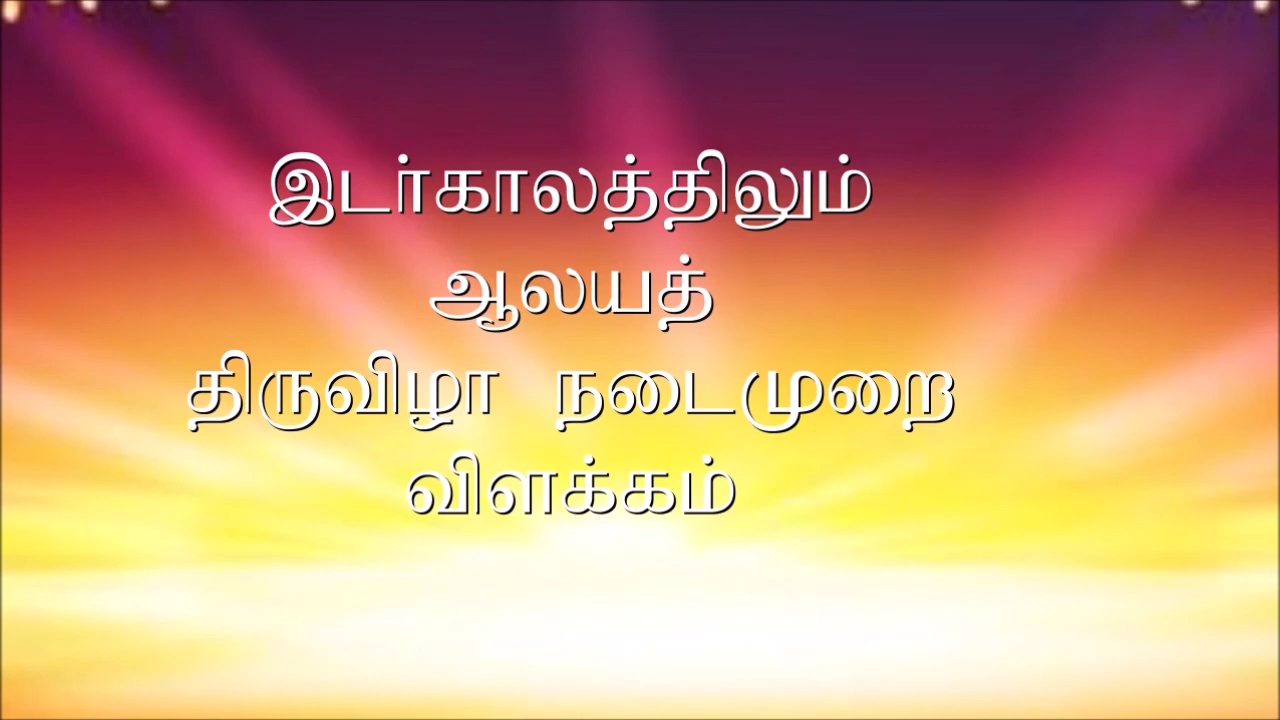 இடர்காலத்திலும்
ஆலயத்
திருவிழா நடைமுறை
விளக்கம்